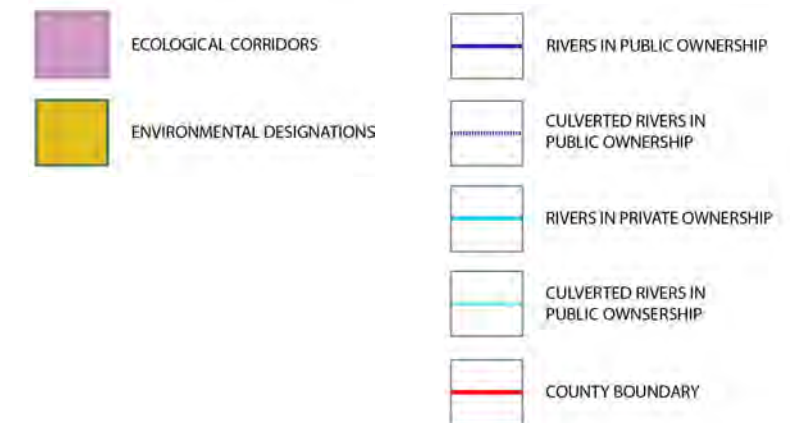 ECOLOGICAL CORRIDORS
ENVIRONMENTAL DESIGNATIONS
RIVERS IN PUBLIC OWNERSHIP
CULVERTED RIVERS IN
PUBLIC OWNERSHIP
RIVERS IN PRIVATE OWNERSHIP
CULVERTED RIVERS IN
PUBLIC OWNSERSHIP
COUNTY BOUNDARY